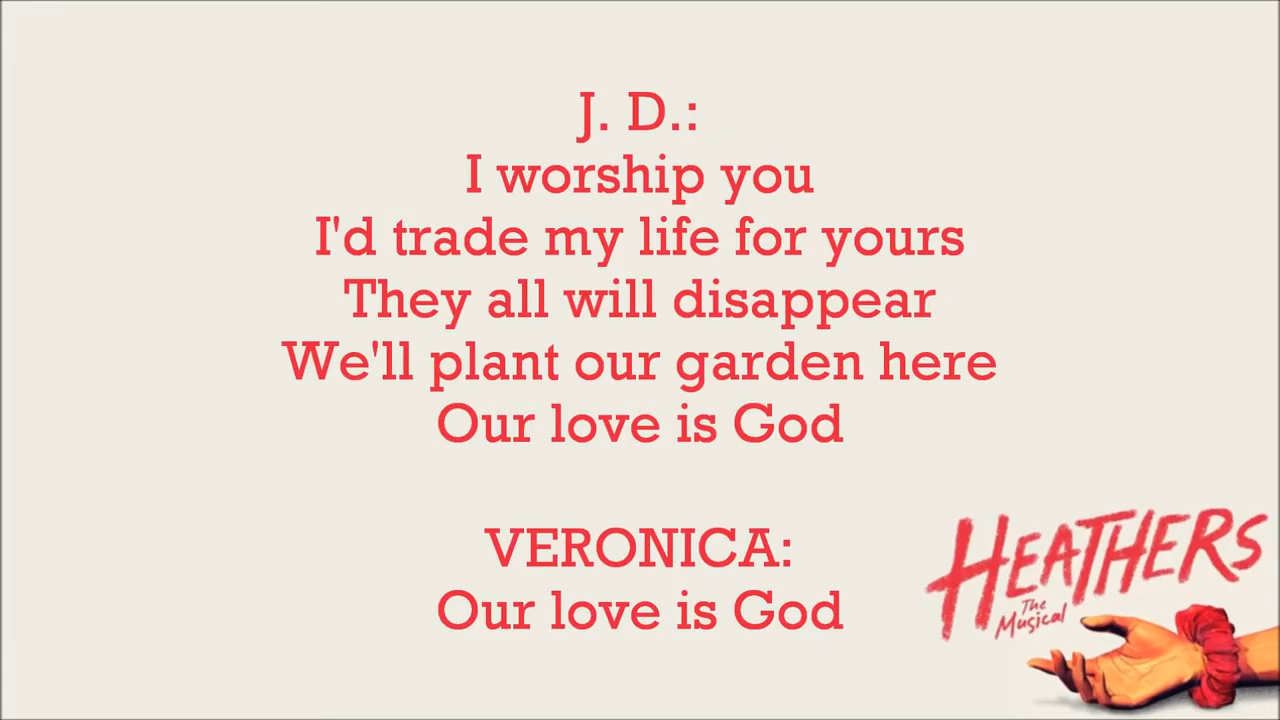 J. D.:
I worship you
I'd trade my life for yours
They all will disappear
We'll plant our garden here
Our love is God
VERONICA:
Our love is God
HEATHERS
The
Musical